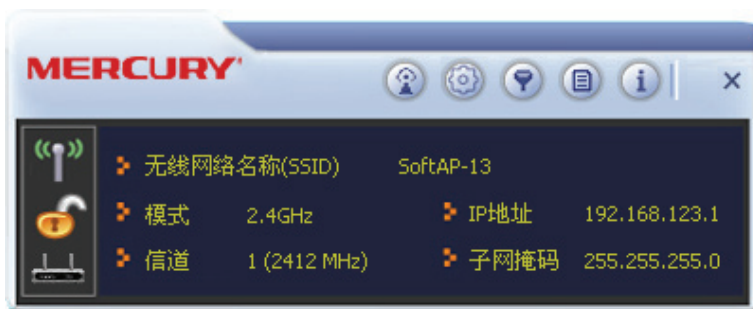 MERCURY
无线网络名称(SSID) SoftAP-13
模式 2.4GHz IP地址 192.168.123.1
信道 1 (2412 MHz) 子网掩码 255.255.255.0